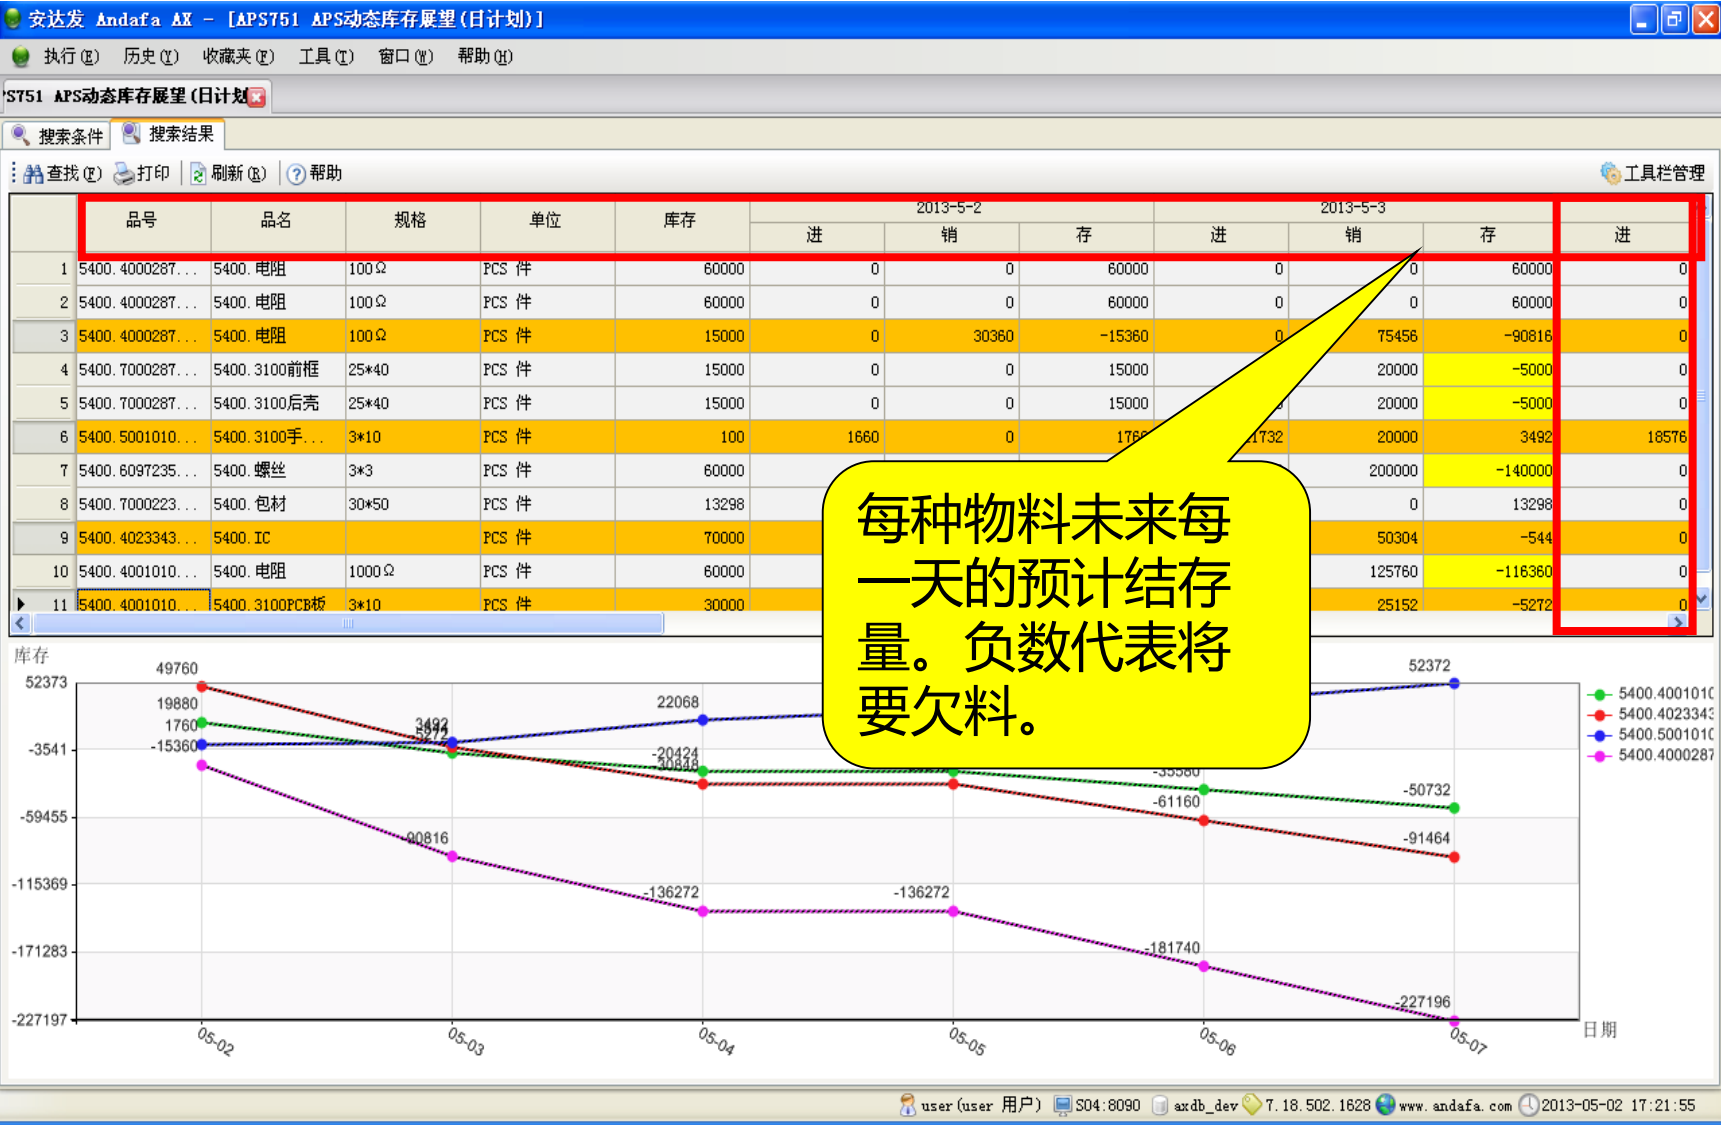 安达发 Andafa AX - [APS751 APS动态库存展望(日计划)]
执行(E) 历史(Y) 收藏夹(F) 工具(T) 窗口(W) 帮助(H)
PS751 APS动态库存展望(日计划
搜索条件 搜索结果
查找(F) 打印 刷新(R) 帮助 工具栏管理
品号 品名 规格 单位 库存 2013-5-2 2013-5-3
进 销 存 进 销 存 进
1 5400.4000287... 5400.电阻 100Ω PCS 件 60000 0 0 60000 0 0 60000 0
2 5400.4000287... 5400.电阻 100Ω PCS 件 60000 0 0 60000 0 0 60000 0
3 5400.4000287... 5400.电阻 100Ω PCS 件 15000 0 30360 -15360 0 75456 -90816 0
4 5400.7000287... 5400.3100前框 25*40 PCS 件 15000 0 0 15000 20000 -5000 0
5 5400.7000287... 5400.3100后壳 25*40 PCS 件 15000 0 0 15000 20000 -5000 0
6 5400.5001010... 5400.3100手... 3*10 PCS 件 100 1660 0 1760 1732 20000 3492 18576
7 5400.6097235... 5400.螺丝 3*3 PCS 件 60000 200000 -140000 0
8 5400.7000223... 5400.包材 30*50 PCS 件 13298 0 13298 0
9 5400.4023343... 5400.IC PCS 件 70000 50304 -544 0
10 5400.4001010... 5400.电阻 1000Ω PCS 件 60000 125760 -116360 0
11 5400.4001010... 5400.3100PCB板 3*10 PCS 件 30000 25152 -5272 0
每种物料未来每
一天的预计结存
量。负数代表将
要欠料。
库存
52373
-3541
-59455
-115369
-171283
-227197
49760
19880
1760
-15360
3492
5272
-90816
22068
-20424
-30848
-136272
-136272
-35580
-61160
-181740
52372
-50732
-91464
-227196
05-02 05-03 05-04 05-05 05-06 05-07
日期
5400.4001010
5400.4023343
5400.5001010
5400.4000287
user(user 用户) S04:8090 axdb_dev 7.18.502.1628 www.andafa.com 2013-05-02 17:21:55